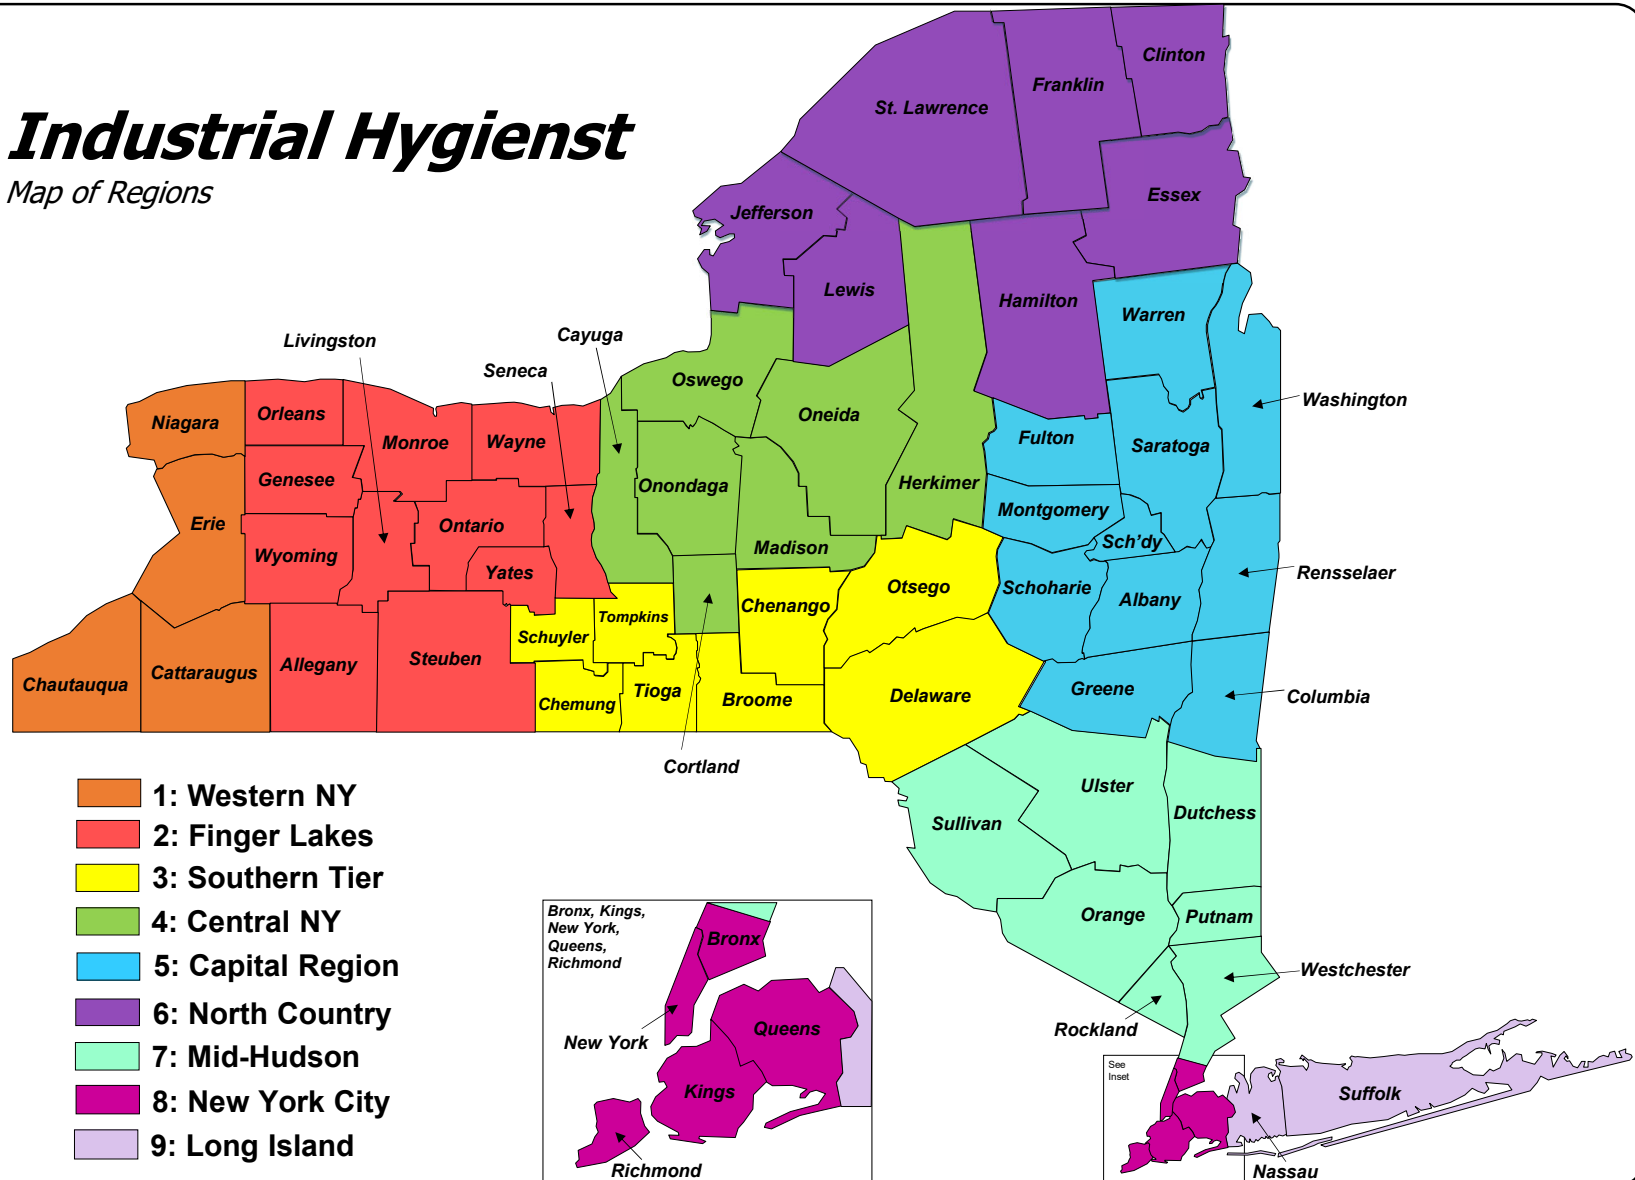 Industrial Hygienst
Map of Regions
Clinton
Franklin
St. Lawrence
Essex
Jefferson
Lewis
Hamilton
Warren
Washington
Livingston
Cayuga
Seneca
Oswego
Oneida
Herkimer
Fulton
Saratoga
Niagara
Orleans
Monroe
Wayne
Genesee
Onondaga
Montgomery
Erie
Ontario
Wyoming
Madison
Sch'dy
Yates
Rensselaer
Otsego
Schoharie
Albany
Chenango
Tompkins
Schuyler
Chautauqua
Cattaraugus
Allegany
Steuben
Chemung
Tioga
Broome
Delaware
Greene
Columbia
Cortland
Ulster
Dutchess
Sullivan
Orange
Putnam
Westchester
Rockland
1: Western NY
2: Finger Lakes
3: Southern Tier
4: Central NY
5: Capital Region
6: North Country
7: Mid-Hudson
8: New York City
9: Long Island
Bronx, Kings,
New York,
Queens,
Richmond
Bronx
New York
Queens
Kings
Richmond
See
Inset
Suffolk
Nassau